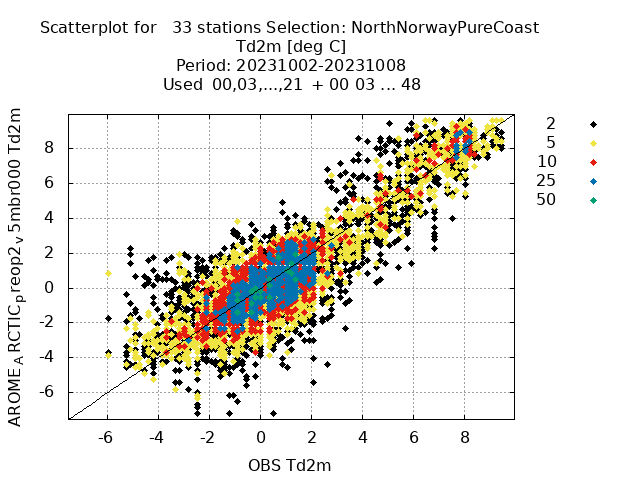 Scatterplot for 33 stations Selection: NorthNorwayPureCoast
Td2m [deg C]
Period: 20231002-20231008
Used 00,03,...,21 + 00 03 ... 48
AROME_ARCTIC_preop2_v5mbr000 Td2m
8
6
4
2
0
-2
-4
-6
-6 -4 -2 0 2 4 6 8
OBS Td2m
2
5
10
25
50